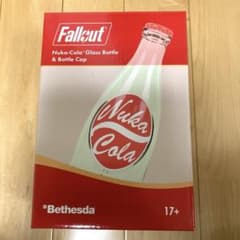 Fallout
Nuka-Cola® Glass Bottle
& Bottle Cap
Nuka
Cola
Bethesda
17+